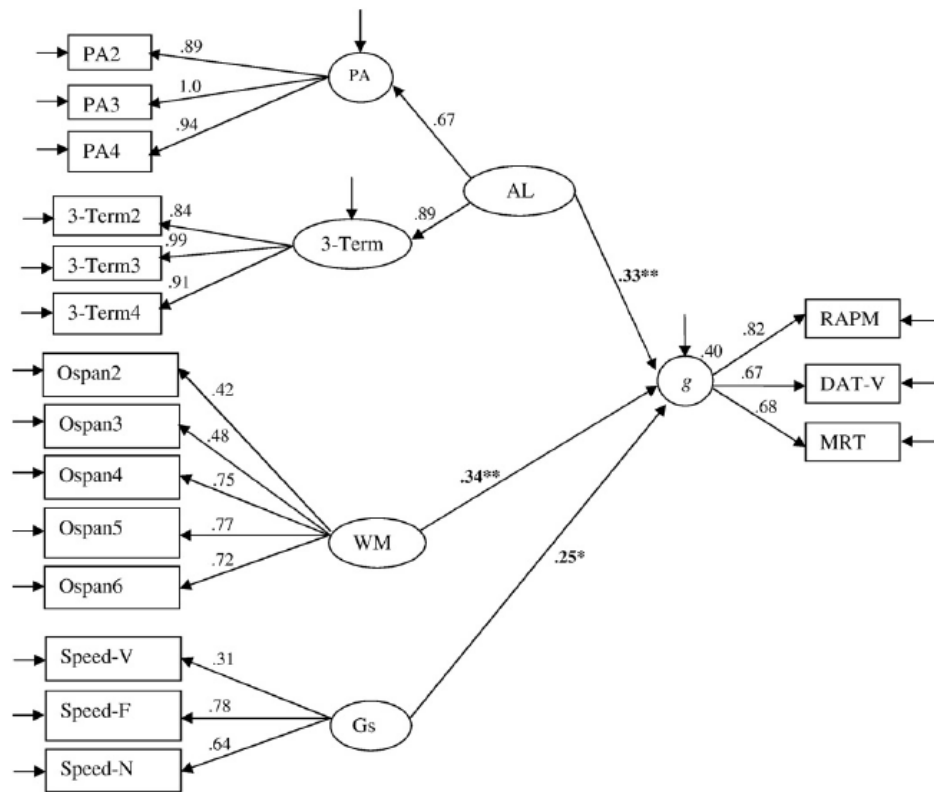 PA2
.89
PA3
1.0
PA4
.94
PA
.67
AL
3-Term2
.84
3-Term3
.99
3-Term4
.91
3-Term
.89
.33**
Ospan2
.42
Ospan3
.48
Ospan4
.75
Ospan5
.77
Ospan6
.72
WM
.34**
Speed-V
.31
Speed-F
.78
Speed-N
.64
Gs
.25*
g
.40
.82
RAPM
.67
DAT-V
.68
MRT